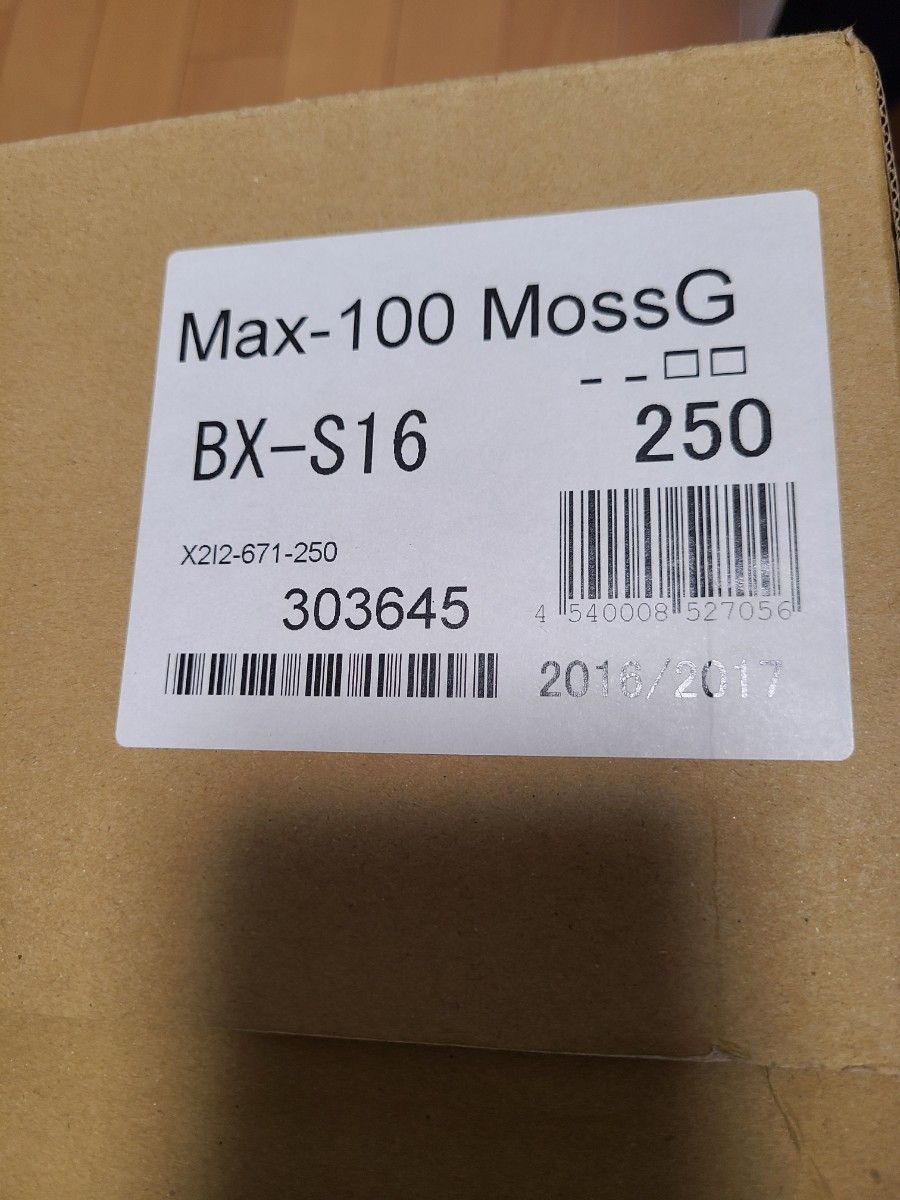 Max-100 MossG
- - □□
BX-S16
250
X2I2-671-250
303645
4 540008 527056
2016/2017